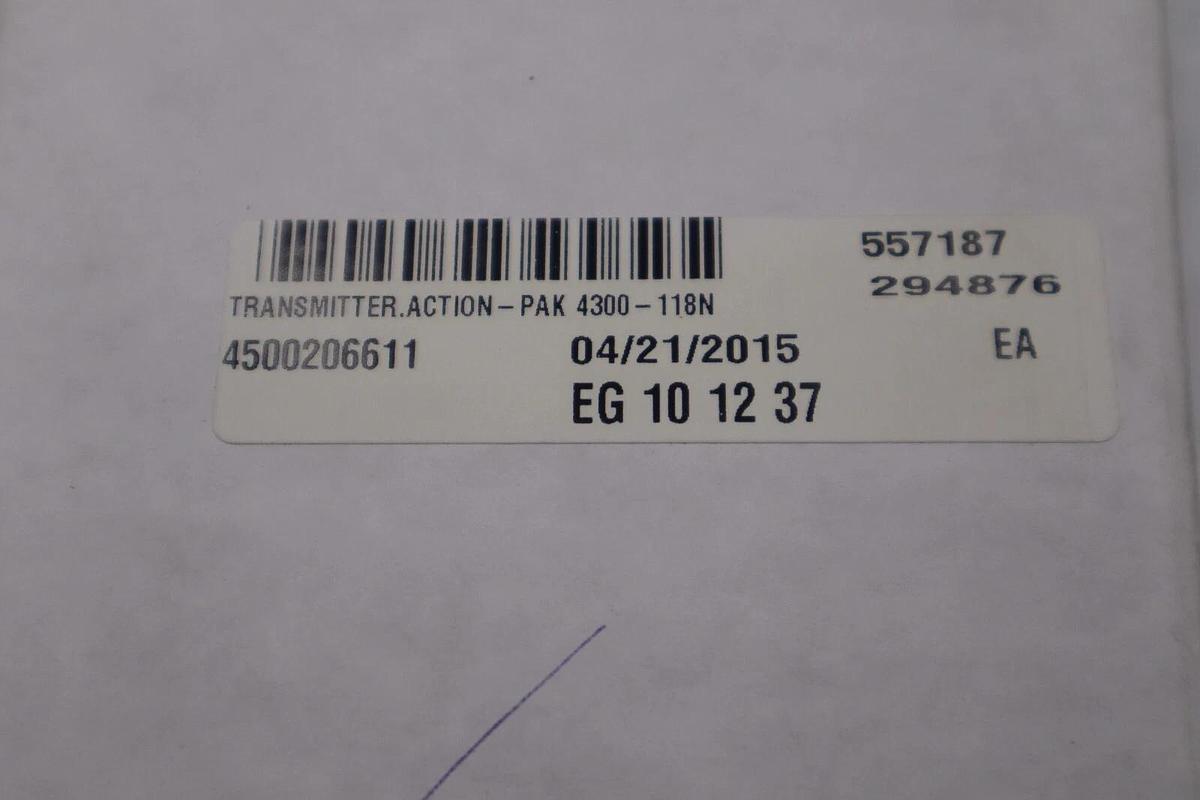 557187
294876
TRANSMITTER.ACTION-PAK 4300-118N
4500206611 04/21/2015 EA
EG 10 12 37